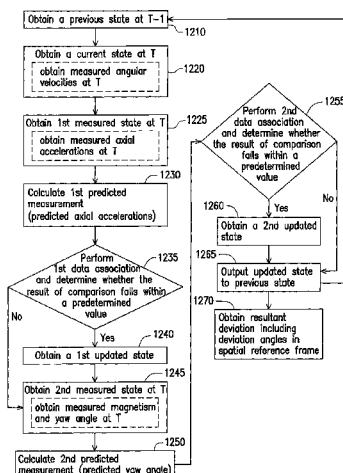 Obtain a previous state at T-1
1210
Obtain a current state at T
obtain measured angular
velocities at T
1220
Obtain 1st measured state at T
obtain measured axial
accelerations at T
1225
Calculate 1st predicted
measurement
(predicted axial accelerations)
1230
Perform
1st data association
and determine whether the
result of comparison falls within
a predetermined
value
1235
No
Yes
Obtain a 1st updated state
1240
Obtain 2nd measured state at T
obtain measured magnetism
and yaw angle at T
1245
Calculate 2nd predicted
measurement (predicted yaw angle)
1250
Perform 2nd
data association
and determine whether
the result of comparison
falls within a
predetermined
value
1255
Yes
No
Obtain a 2nd updated
state
1260
Output updated state
to previous state
1265
Obtain resultant
deviation including
deviation angles in
spatial reference frame
1270